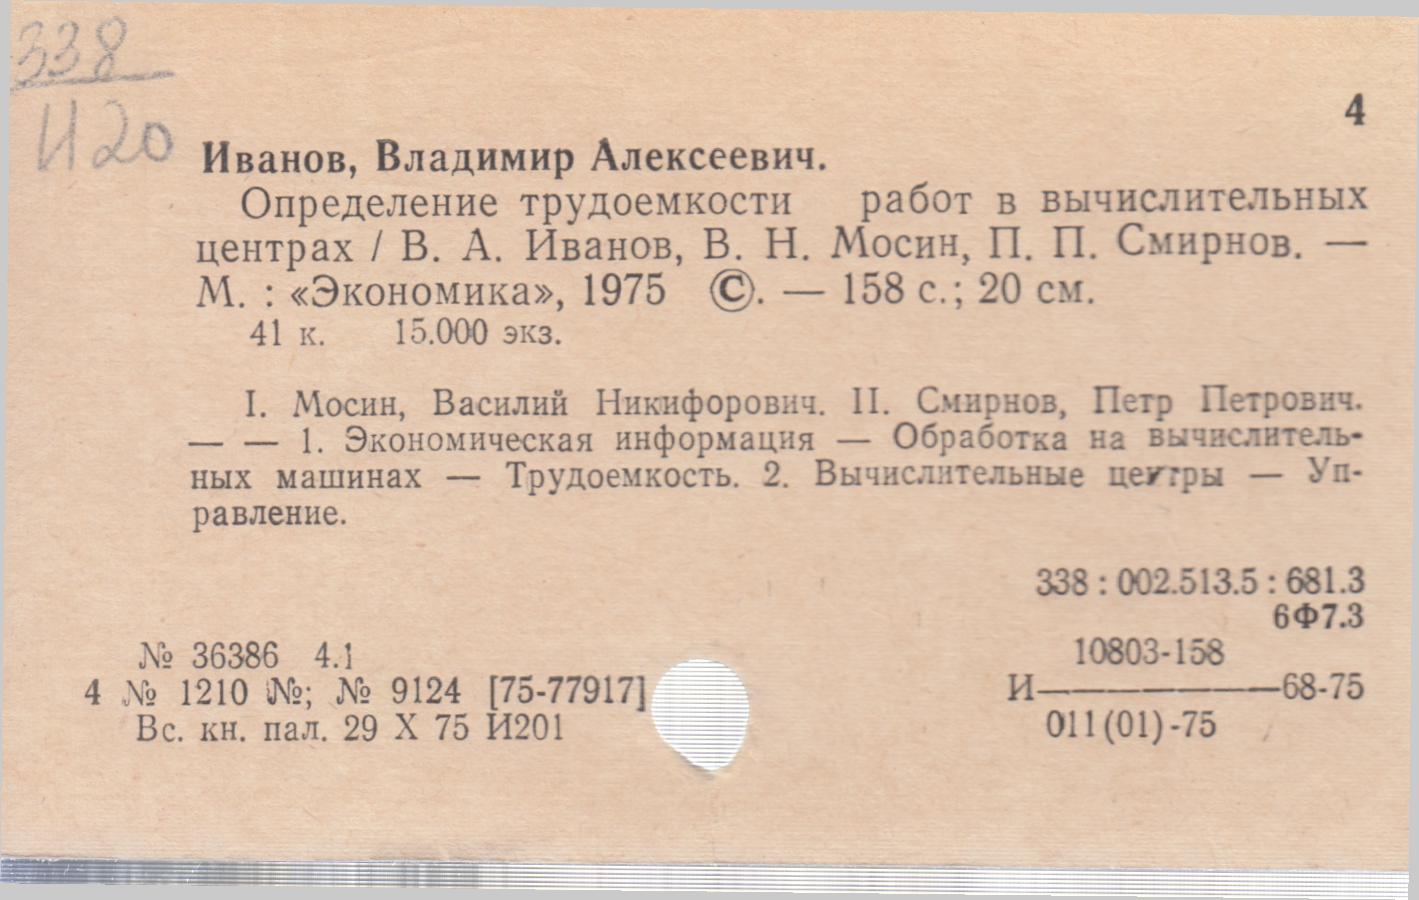 338
И20
4
Иванов, Владимир Алексеевич.
Определение трудоемкости работ в вычислительных
центрах / В. А. Иванов, В. Н. Мосин, П. П. Смирнов. —
М. : «Экономика», 1975 ©. — 158 с.; 20 см.
41 к. 15.000 экз.
I. Мосин, Василий Никифорович. II. Смирнов, Петр Петрович.
— — 1. Экономическая информация — Обработка на вычислитель-
ных машинах — Трудоемкость. 2. Вычислительные центры — Уп-
равление.
338 : 002.513.5 : 681.3
6Ф7.3
№ 36386 4.1
10803-158
4 № 1210 №; № 9124 [75-77917]
И——————68-75
Вс. кн. пал. 29 X 75 И201
011(01)-75